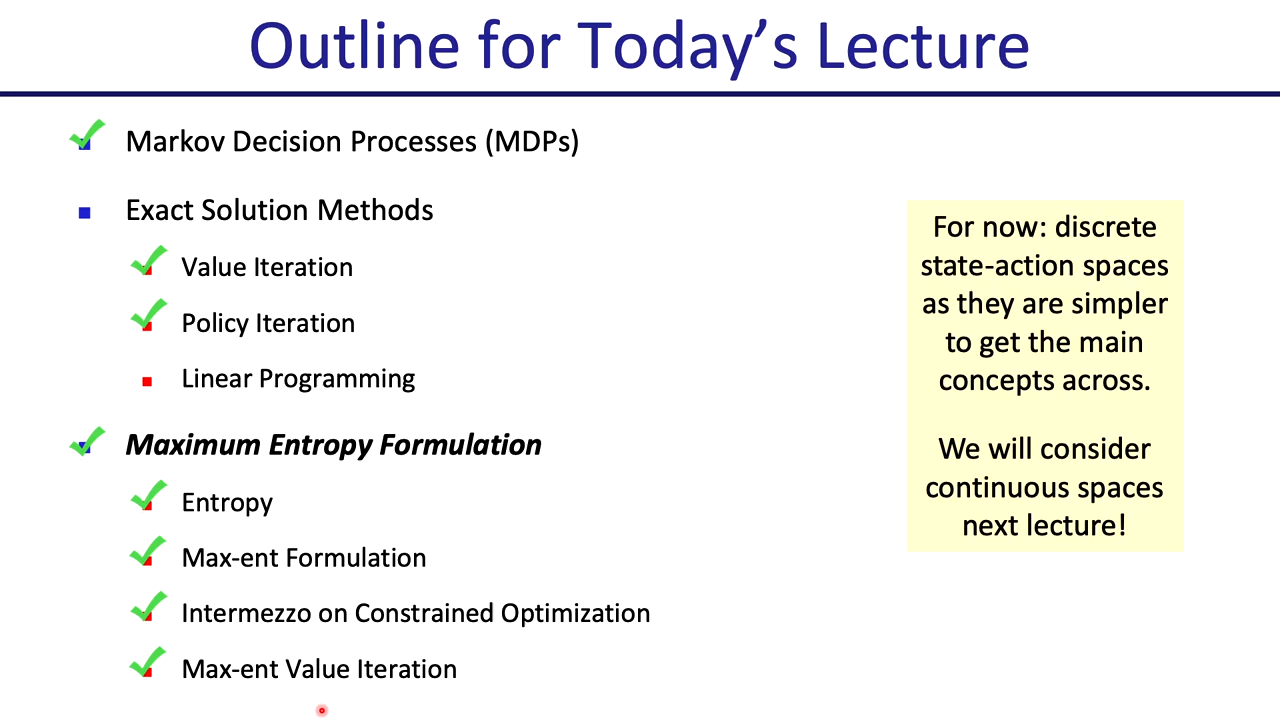 Outline for Today’s Lecture
Markov Decision Processes (MDPs)
Exact Solution Methods
Value Iteration
Policy Iteration
Linear Programming
Maximum Entropy Formulation
Entropy
Max-ent Formulation
Intermezzo on Constrained Optimization
Max-ent Value Iteration
For now: discrete
state-action spaces
as they are simpler
to get the main
concepts across.
We will consider
continuous spaces
next lecture!